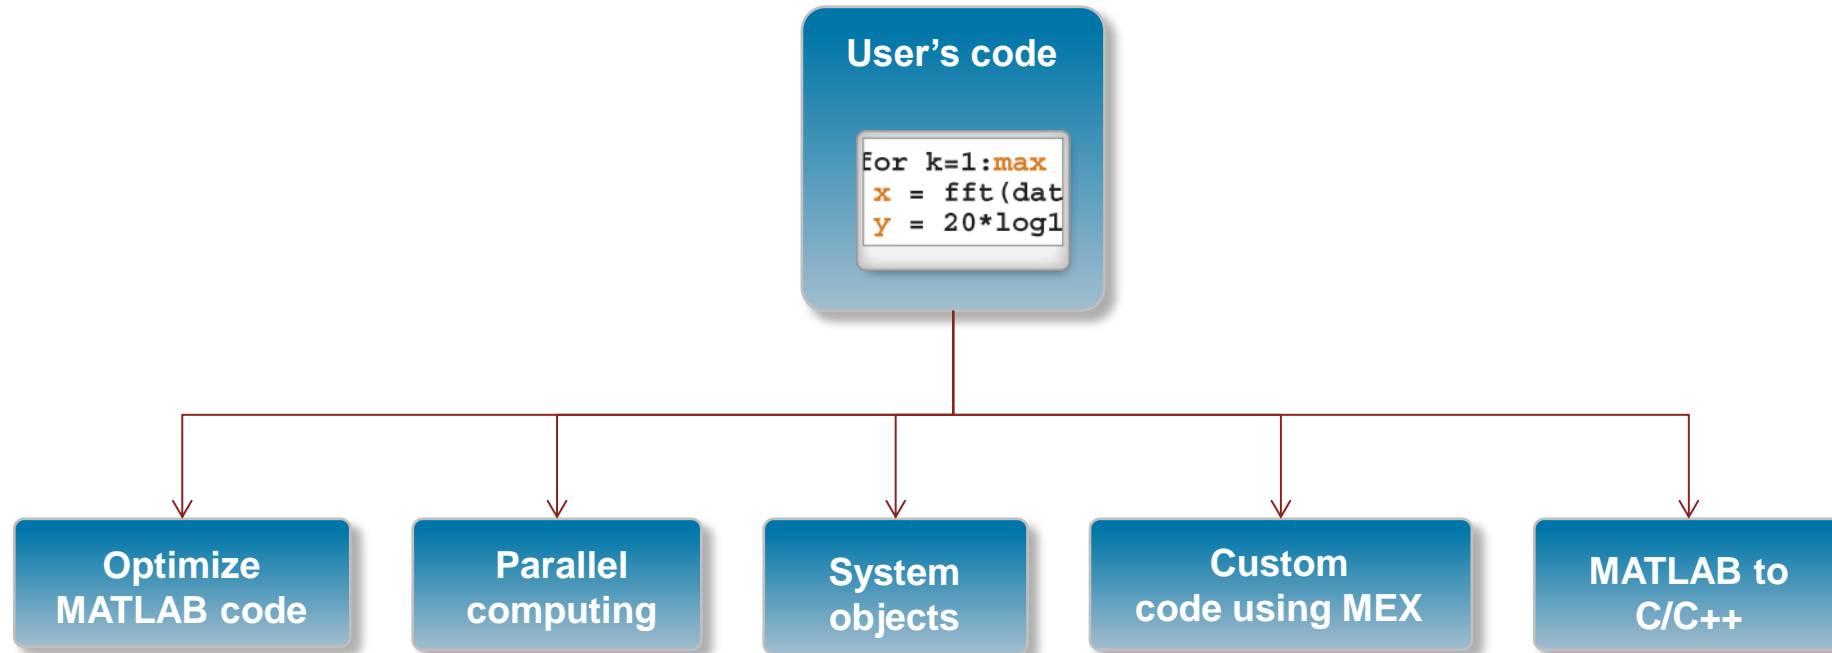 User’s code
for k=1:max
x = fft(dat
y = 20*log1
Optimize
MATLAB code
Parallel
computing
System
objects
Custom
code using MEX
MATLAB to
C/C++